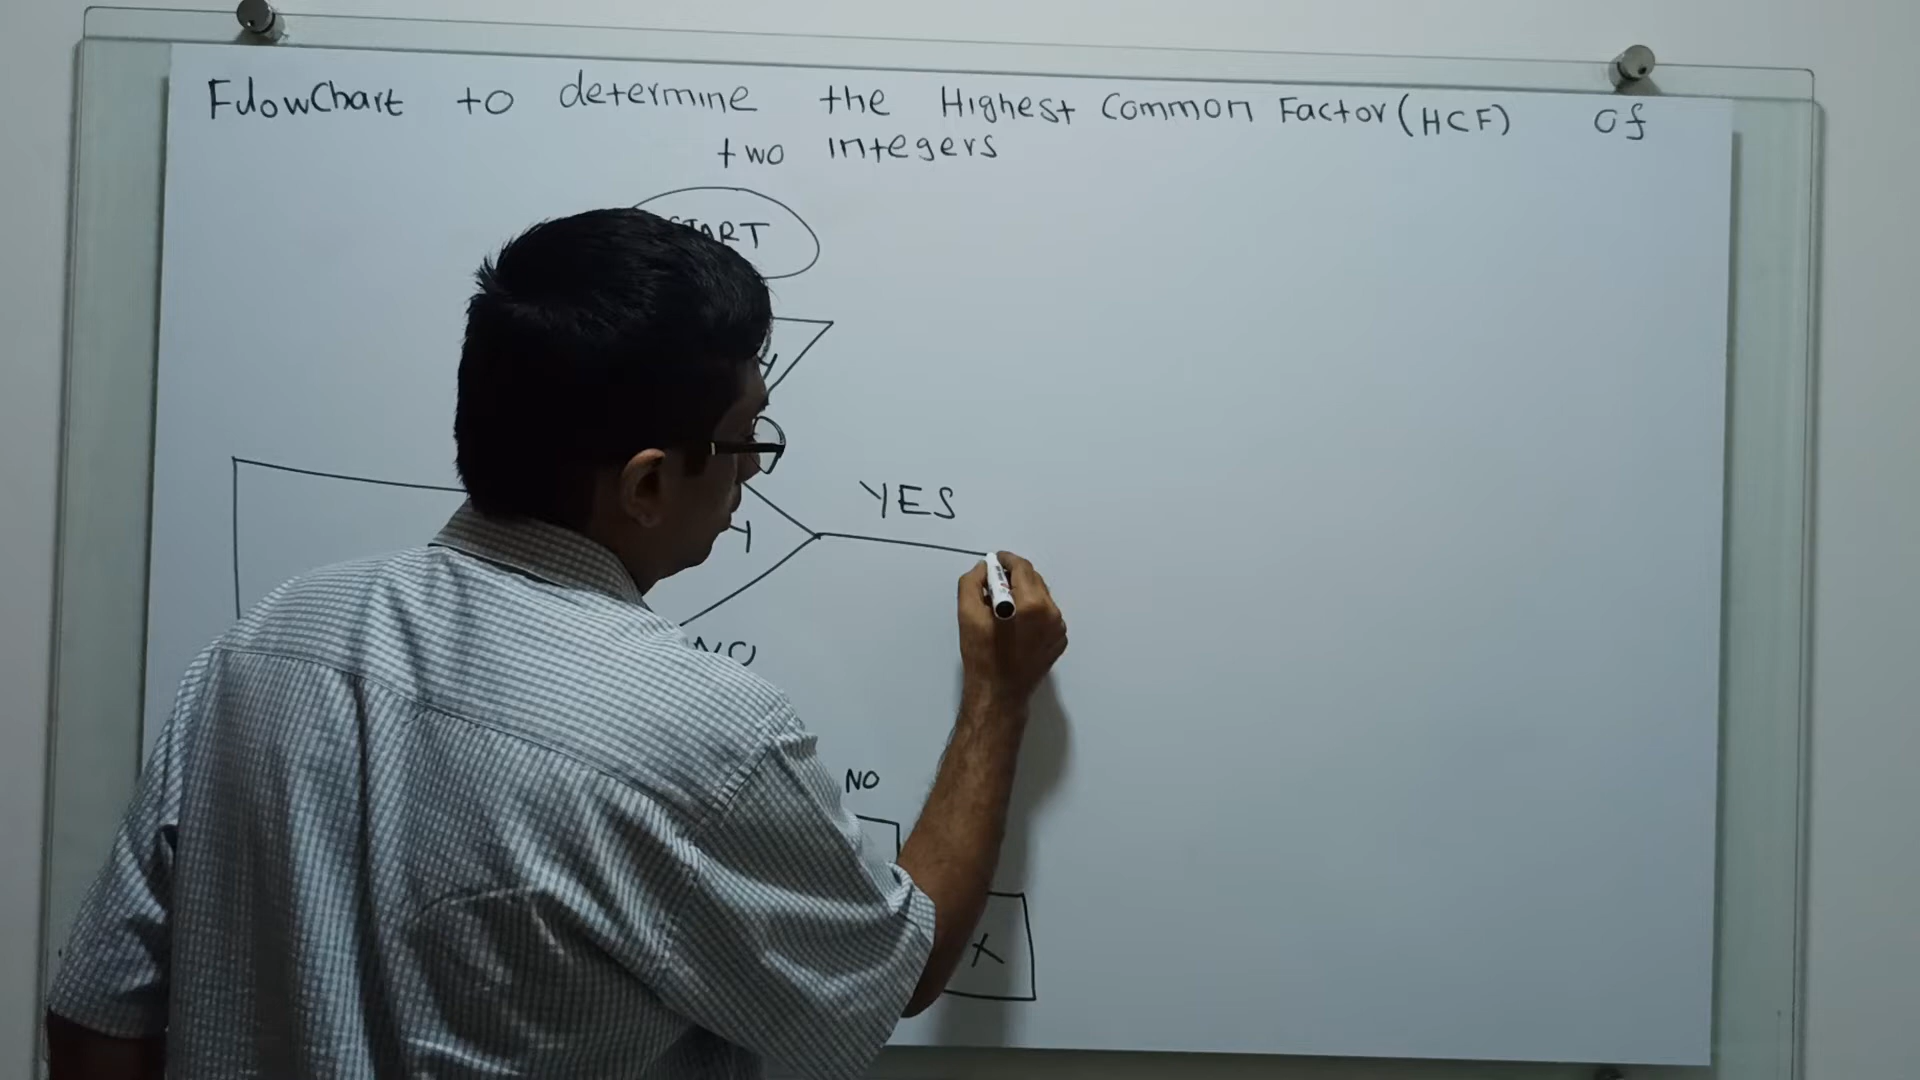 FlowChart to determine the Highest Common Factor (HCF) of
two integers
START
Y
YES
Y
NO
NO
X